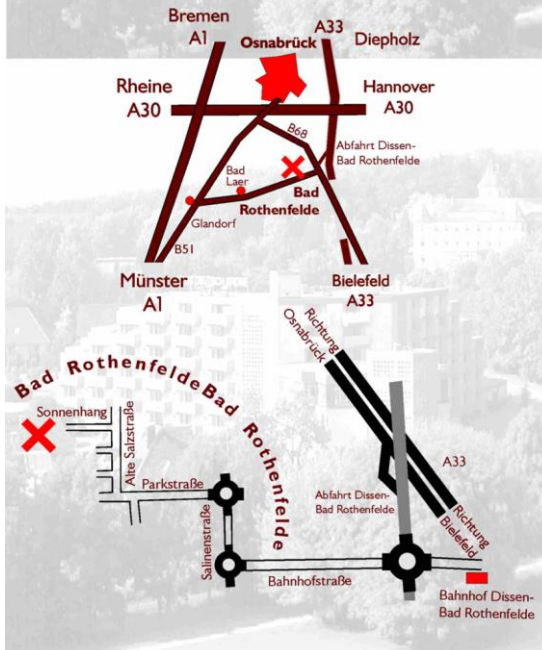 Bremen
A1
Osnabrück
A33
Diepholz
Rheine
A30
Hannover
A30
B68
Abfahrt Dissen-
Bad Rothenfelde
Bad
Laer
Bad
Rothenfelde
Glandorf
B51
Münster
A1
Bielefeld
A33
Bad Rothenfelde Bad Rothenfelde
Richtung
Osnabrück
Sonnenhang
Alte Salzstraße
Parkstraße
A33
Abfahrt Dissen-
Bad Rothenfelde
Salinenstraße
Richtung
Bielefeld
Bahnhofstraße
Bahnhof Dissen-
Bad Rothenfelde